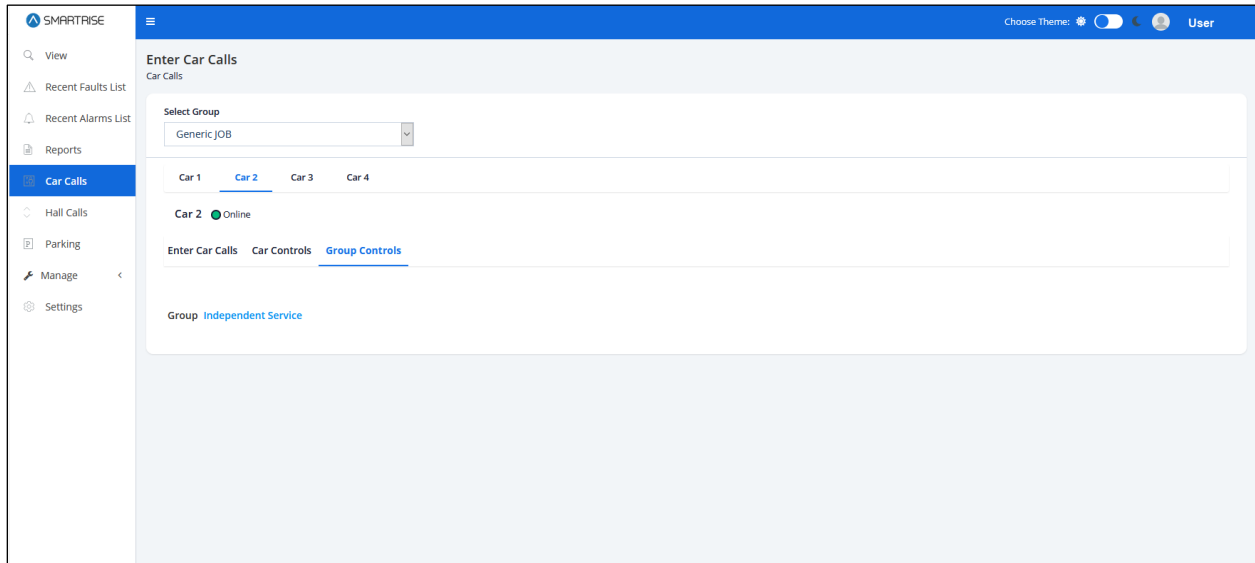 SMARTRISE
Choose Theme:
User
View
Recent Faults List
Recent Alarms List
Reports
Car Calls
Hall Calls
Parking
Manage
Settings
Enter Car Calls
Car Calls
Select Group
Generic JOB
Car 1 Car 2 Car 3 Car 4
Car 2 Online
Enter Car Calls Car Controls Group Controls
Group Independent Service